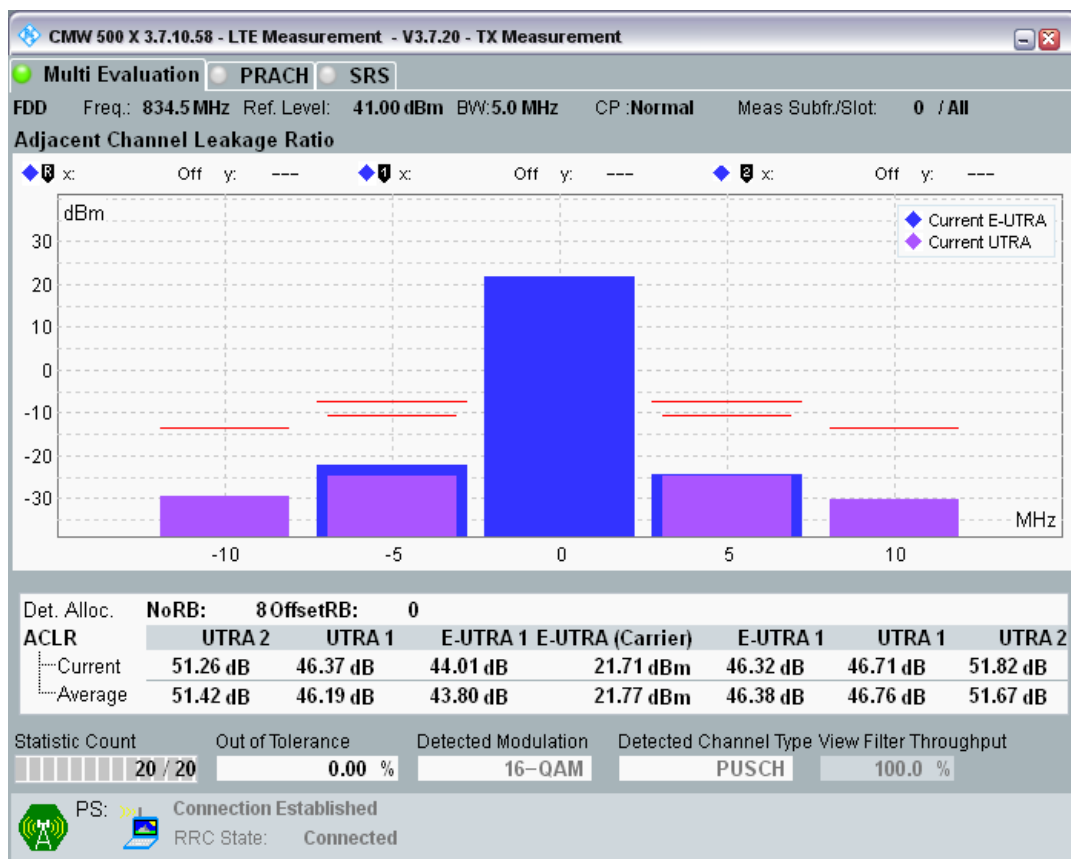 CMW 500 X 3.7.10.58 - LTE Measurement - V3.7.20 - TX Measurement
Multi Evaluation PRACH SRS
FDD Freq.: 834.5 MHz Ref. Level: 41.00 dBm BW:5.0 MHz CP :Normal Meas Subfr./Slot: 0 / All
Adjacent Channel Leakage Ratio
R x: Off y: --- 1 x: Off y: --- 2 x: Off y: ---
dBm
Current E-UTRA
Current UTRA
30
20
10
0
-10
-20
-30
MHz
-10 -5 0 5 10
Det. Alloc. NoRB: 8 OffsetRB: 0
ACLR UTRA 2 UTRA 1 E-UTRA 1 E-UTRA (Carrier) E-UTRA 1 UTRA 1 UTRA 2
Current 51.26 dB 46.37 dB 44.01 dB 21.71 dBm 46.32 dB 46.71 dB 51.82 dB
Average 51.42 dB 46.19 dB 43.80 dB 21.77 dBm 46.38 dB 46.76 dB 51.67 dB
Statistic Count Out of Tolerance Detected Modulation Detected Channel Type View Filter Throughput
20 / 20 0.00 % 16-QAM PUSCH 100.0 %
PS: Connection Established
RRC State: Connected